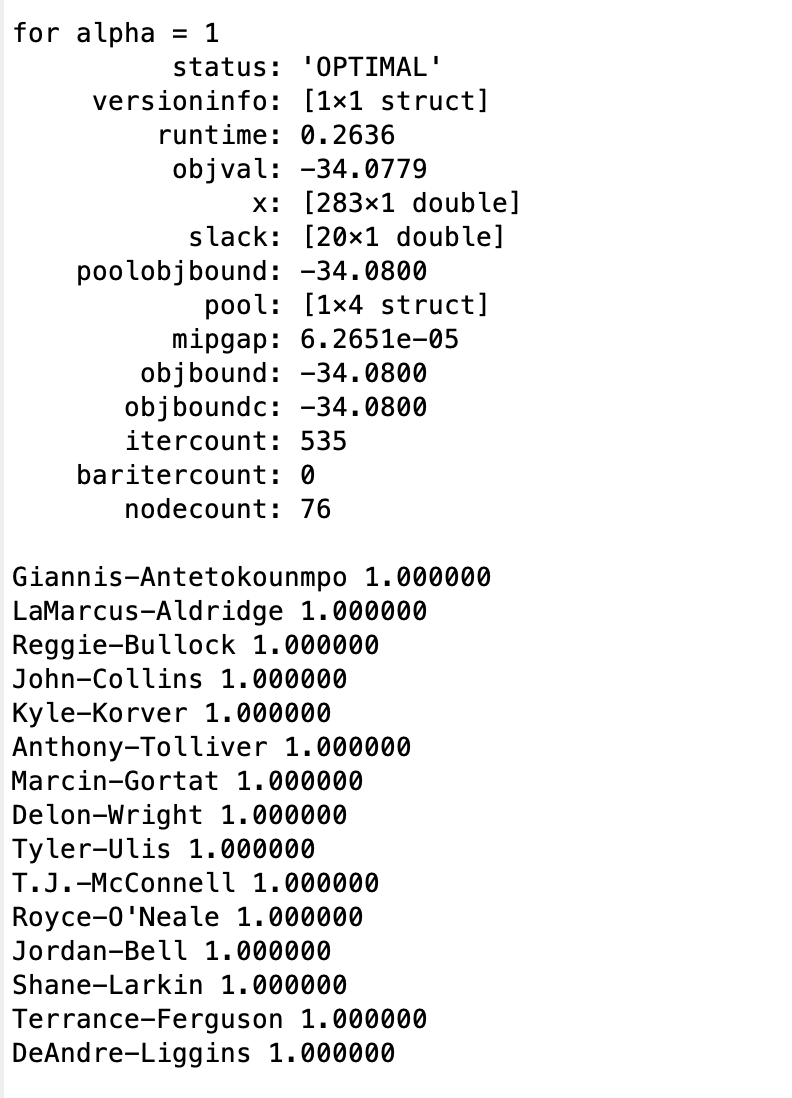 for alpha = 1
status: 'OPTIMAL'
versioninfo: [1×1 struct]
runtime: 0.2636
objval: -34.0779
x: [283×1 double]
slack: [20×1 double]
poolobjbound: -34.0800
pool: [1×4 struct]
mipgap: 6.2651e-05
objbound: -34.0800
objboundc: -34.0800
itercount: 535
baritercount: 0
nodecount: 76
Giannis-Antetokounmpo 1.000000
LaMarcus-Aldridge 1.000000
Reggie-Bullock 1.000000
John-Collins 1.000000
Kyle-Korver 1.000000
Anthony-Tolliver 1.000000
Marcin-Gortat 1.000000
Delon-Wright 1.000000
Tyler-Ulis 1.000000
T.J.-McConnell 1.000000
Royce-O'Neale 1.000000
Jordan-Bell 1.000000
Shane-Larkin 1.000000
Terrance-Ferguson 1.000000
DeAndre-Liggins 1.000000